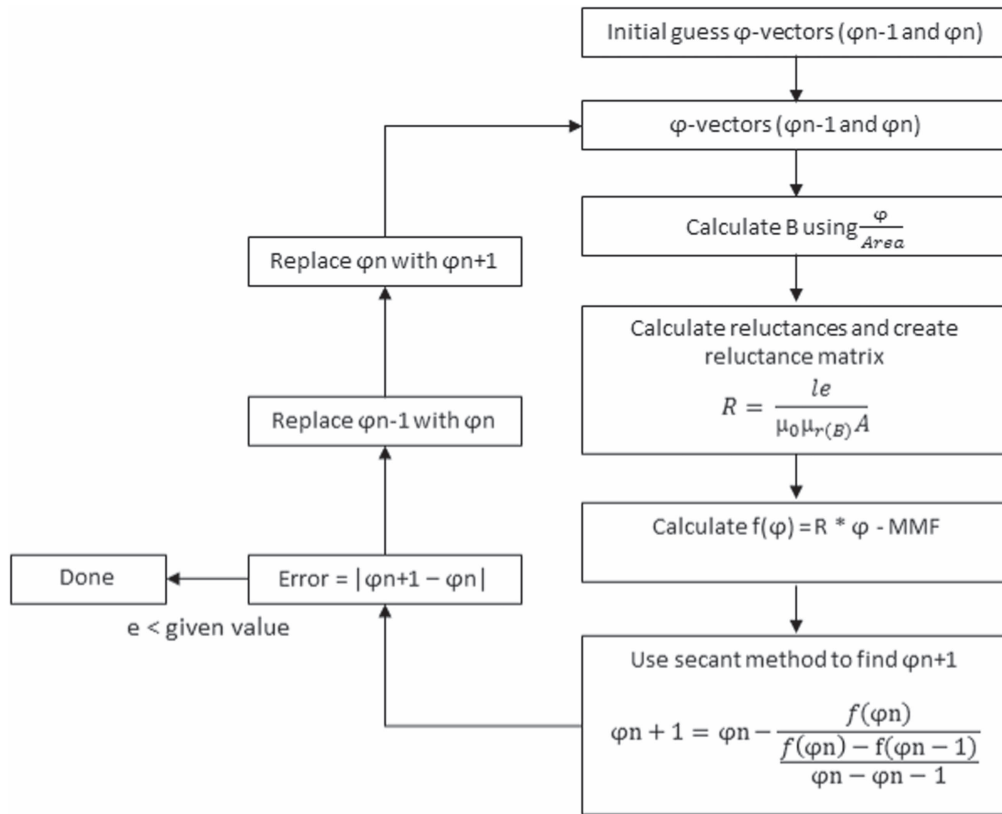 Initial guess φ-vectors (φn-1 and φn)
φ-vectors (φn-1 and φn)
Calculate B using φ/Area
Calculate reluctances and create
reluctance matrix
R = le / μ₀μᵣ(B)A
Calculate f(φ) = R * φ - MMF
Use secant method to find φn+1
φn + 1 = φn − f(φn) / ((f(φn) − f(φn − 1)) / (φn − φn − 1))
Error = |φn+1 – φn|
Done
e < given value
Replace φn-1 with φn
Replace φn with φn+1